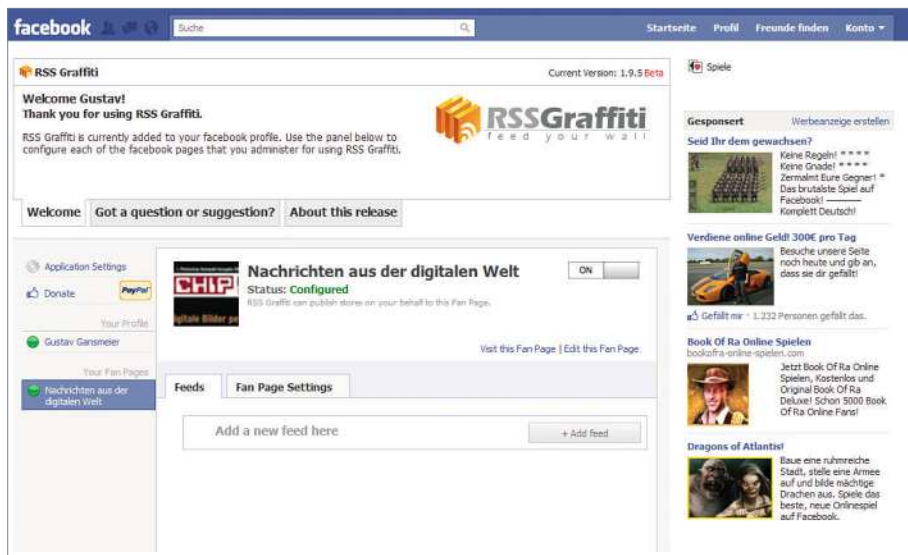 facebook
Suche
Startseite Profil Freunde finden Konto
RSS Graffiti
Current Version: 1.9.5 Beta
Welcome Gustav!
Thank you for using RSS Graffiti.
RSS Graffiti is currently added to your facebook profile. Use the panel below to
configure each of the facebook pages that you administer for using RSS Graffiti.
RSSGraffiti
feed your wall
Welcome
Got a question or suggestion?
About this release
Application Settings
Donate
PayPal
Your Profile
Gustav Gansmeier
Your Fan Pages
Nachrichten aus der
digitalen Welt
CHIP
Nachrichten aus der digitalen Welt
Status: Configured
RSS Graffiti can publish stories on your behalf to this Fan Page.
ON
Visit this Fan Page | Edit this Fan Page
Feeds
Fan Page Settings
Add a new feed here
+ Add feed
Spiele
Gesponsert
Werbeanzeige erstellen
Seid Ihr dem gewachsen?
Keine Regeln! * * * *
Keine Gnade! * * * *
Zermalmt Eure Gegner! *
Das brutalste Spiel auf
Facebook! ————
Komplett Deutsch!
Verdiene online Geld! 300€ pro Tag
Besuche unsere Seite
noch heute und gib an,
dass sie dir gefällt!
Gefällt mir · 1.232 Personen gefällt das.
Book Of Ra Online Spielen
bookofra-online-spielen.com
Jetzt Book Of Ra Online
Spielen, Kostenlos und
Original Book Of Ra
Deluxe! Schon 5000 Book
Of Ra Online Fans!
Dragons of Atlantis!
Baue eine ruhmreiche
Stadt, stelle eine Armee
auf und bilde mächtige
Drachen aus. Spiele das
beste, neue Onlinespiel
auf Facebook.